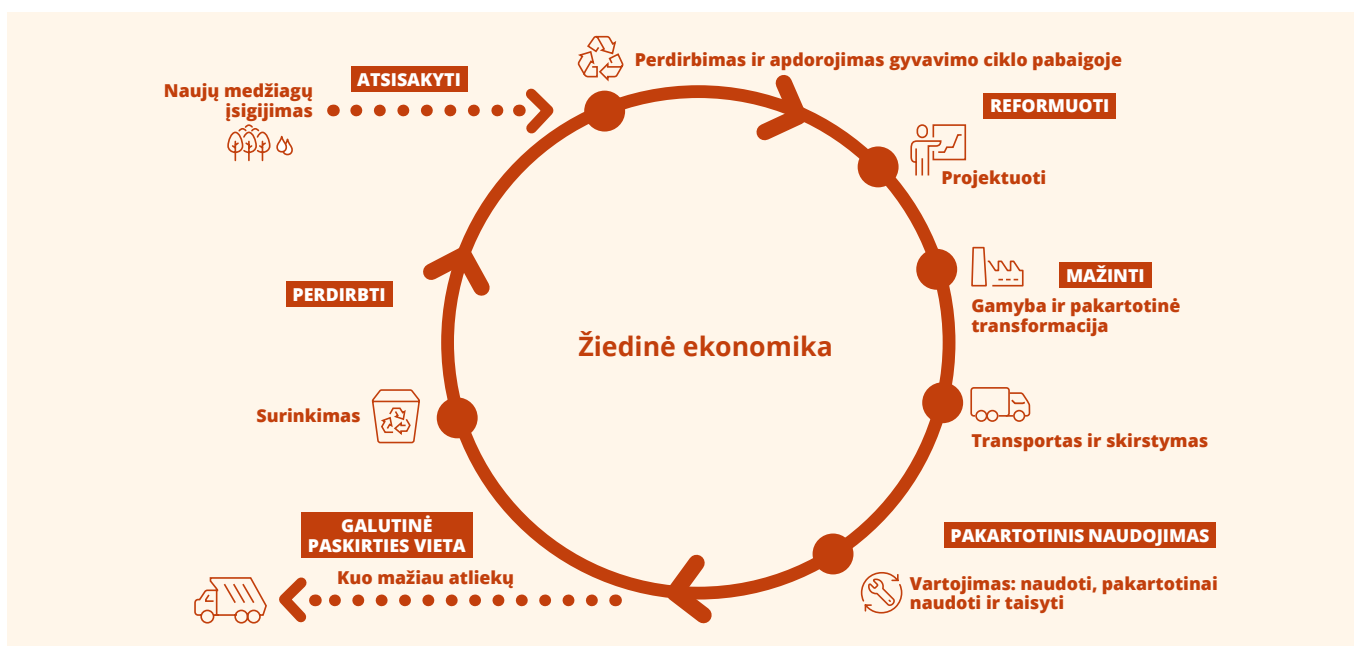 Perdirbimas ir apdorojimas gyvavimo ciklo pabaigoje
ATSISAKYTI
Naujų medžiagų
įsigijimas
REFORMUOTI
Projektuoti
MAŽINTI
Gamyba ir pakartotinė
transformacija
PERDIRBTI
Žiedinė ekonomika
Surinkimas
Transportas ir skirstymas
GALUTINĖ
PASKIRTIES VIETA
Kuo mažiau atliekų
PAKARTOTINIS NAUDOJIMAS
Vartojimas: naudoti, pakartotinai
naudoti ir taisyti